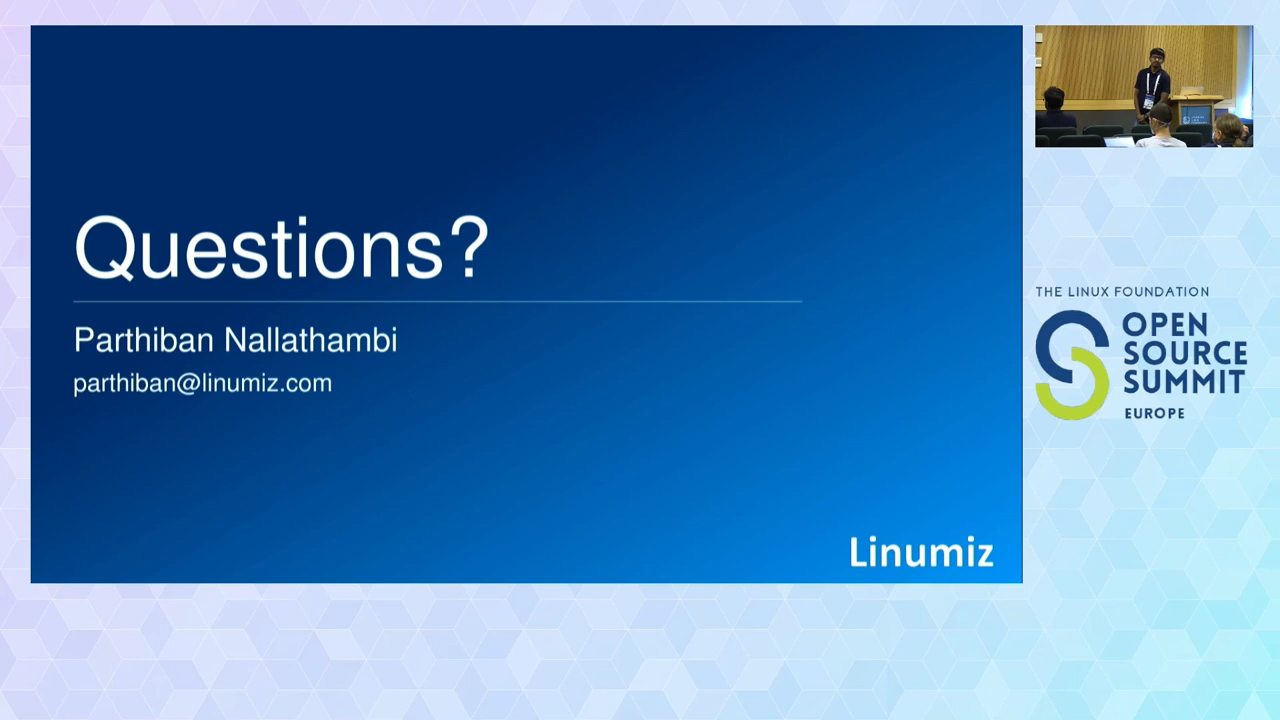 Questions?
Parthiban Nallathambi
parthiban@linumiz.com
Linumiz
THE LINUX FOUNDATION
OPEN
SOURCE
SUMMIT
EUROPE